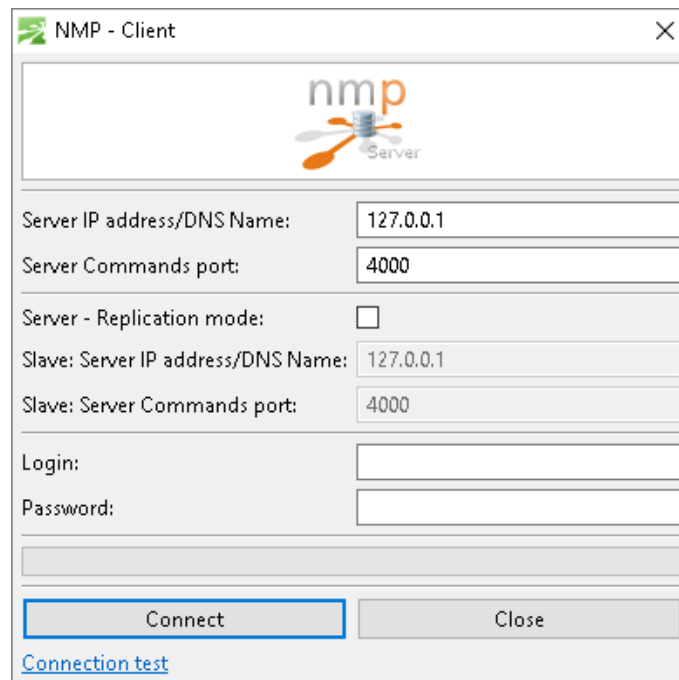 NMP - Client
nmp
Server
Server IP address/DNS Name: 127.0.0.1
Server Commands port: 4000
Server - Replication mode:
Slave: Server IP address/DNS Name: 127.0.0.1
Slave: Server Commands port: 4000
Login:
Password:
Connect Close
Connection test